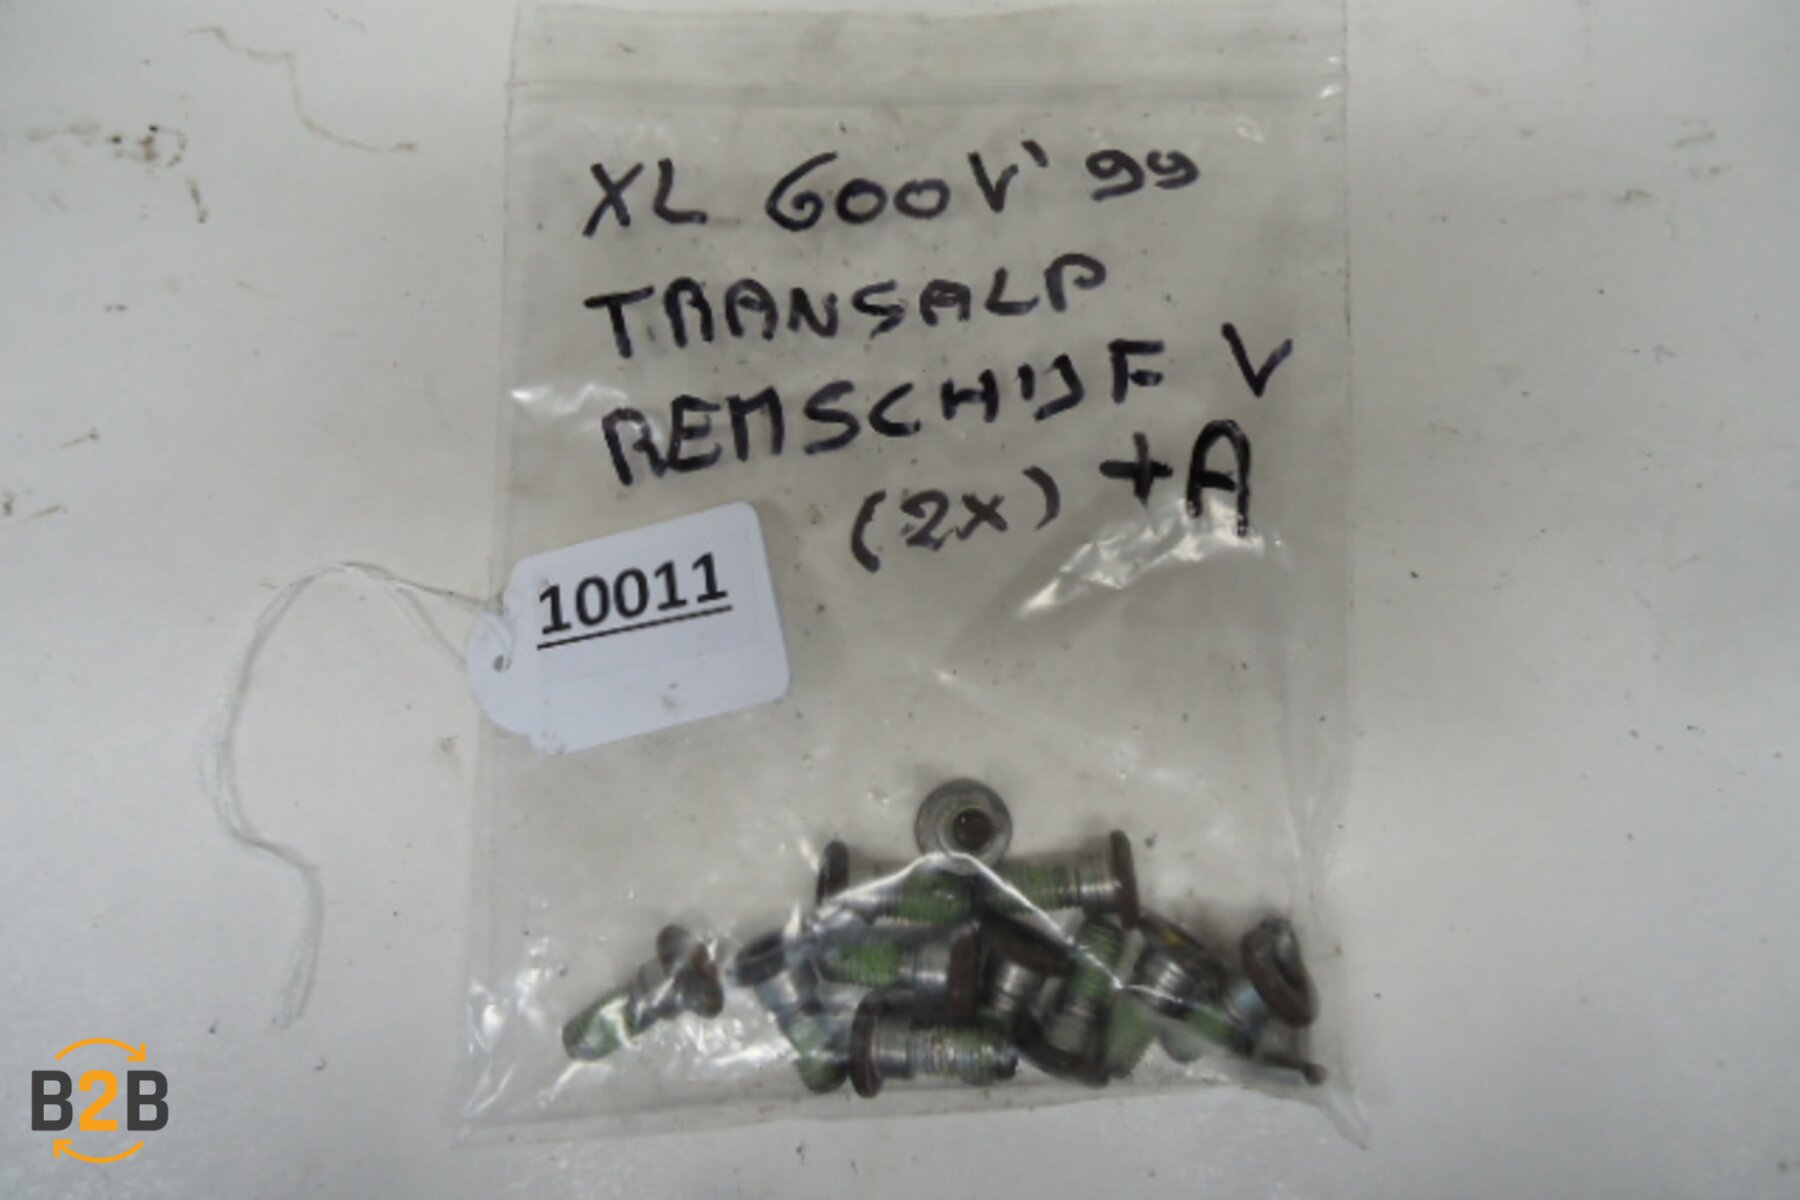 XL 600V '99
TRANSALP
REMSCHIJF V
(2x) +A
10011
B2B